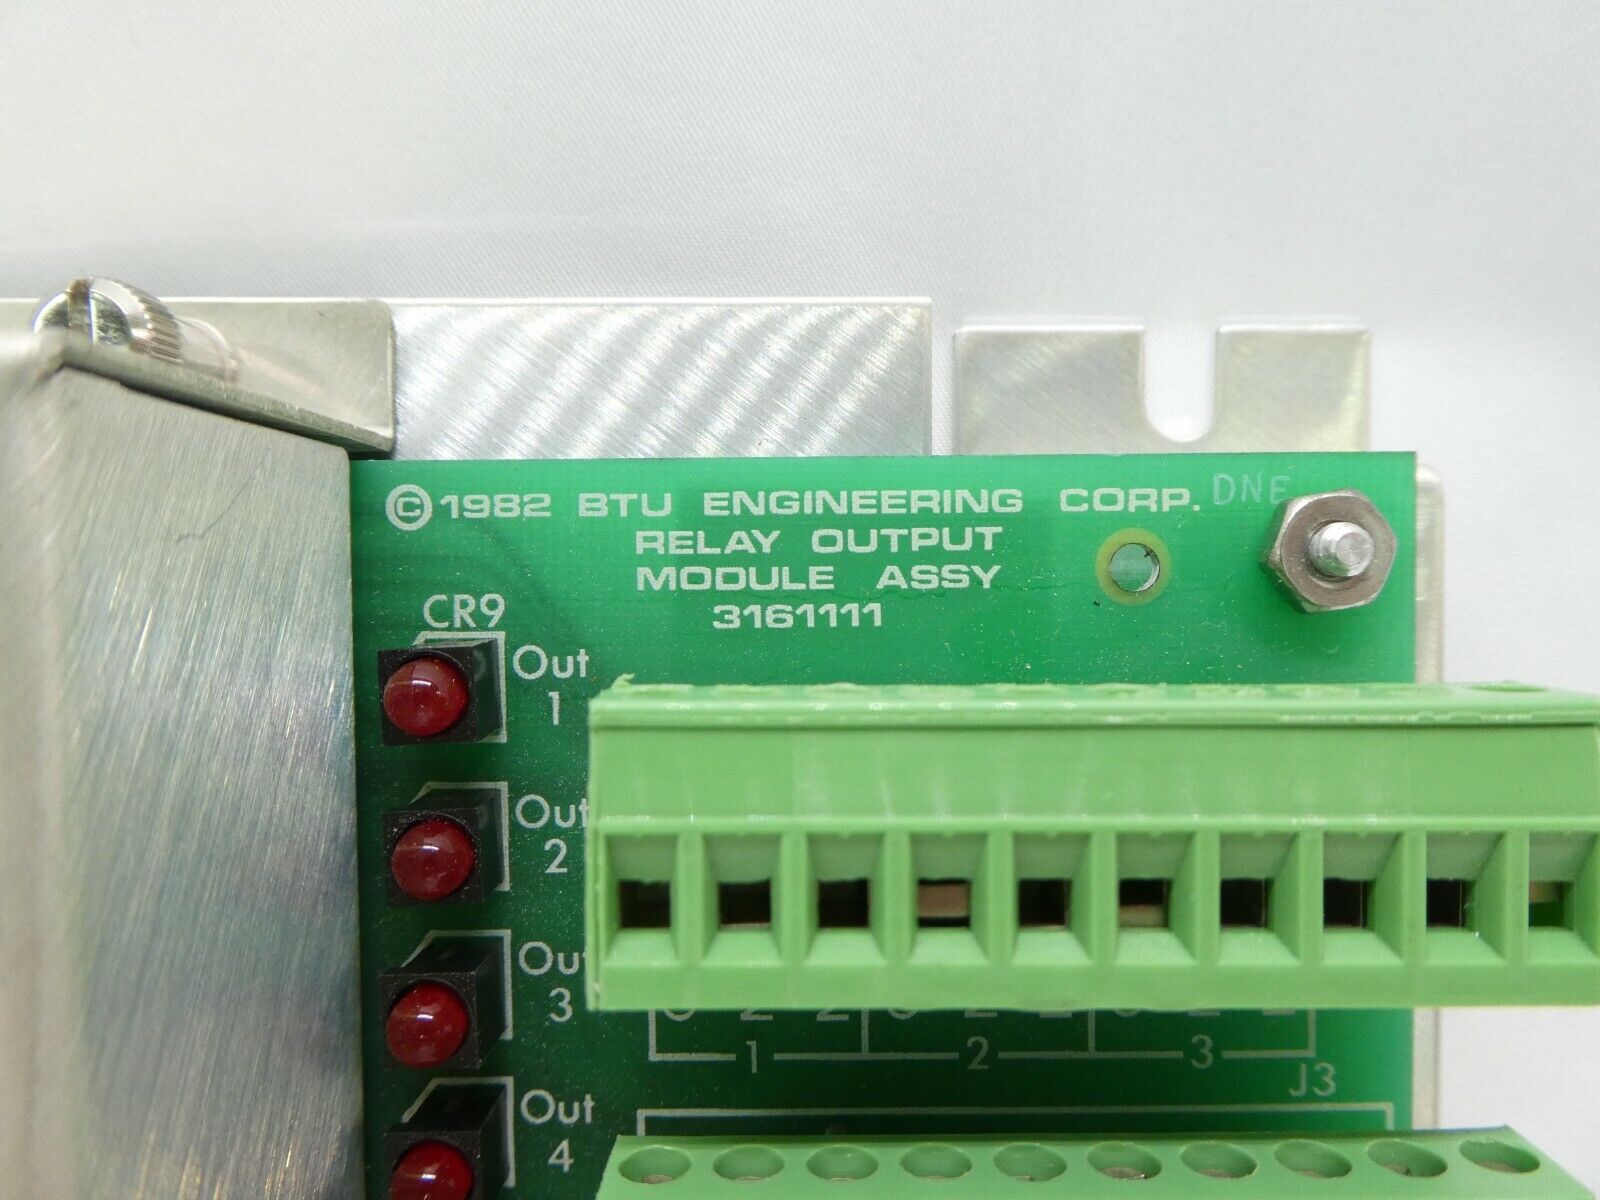 ©1982 BTU ENGINEERING CORP. DNE
RELAY OUTPUT
MODULE ASSY
3161111
CR9
Out
1
Out
2
Out
3
Out
4
1 2 3
J3